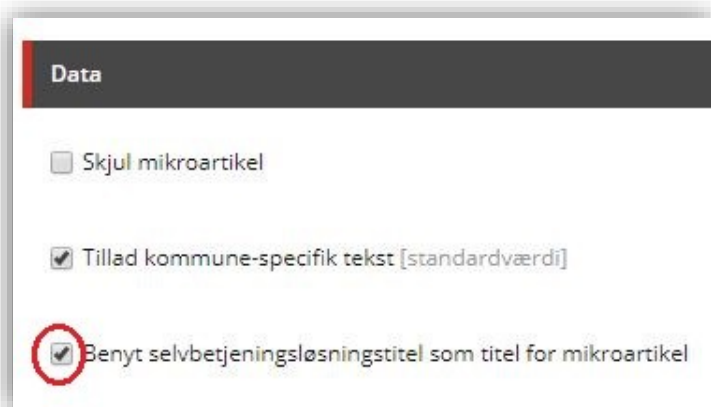 Data
Skjul mikroartikel
Tillad kommune-specifik tekst [standardværdi]
Benyt selvbetjeningsløsningstitel som titel for mikroartikel